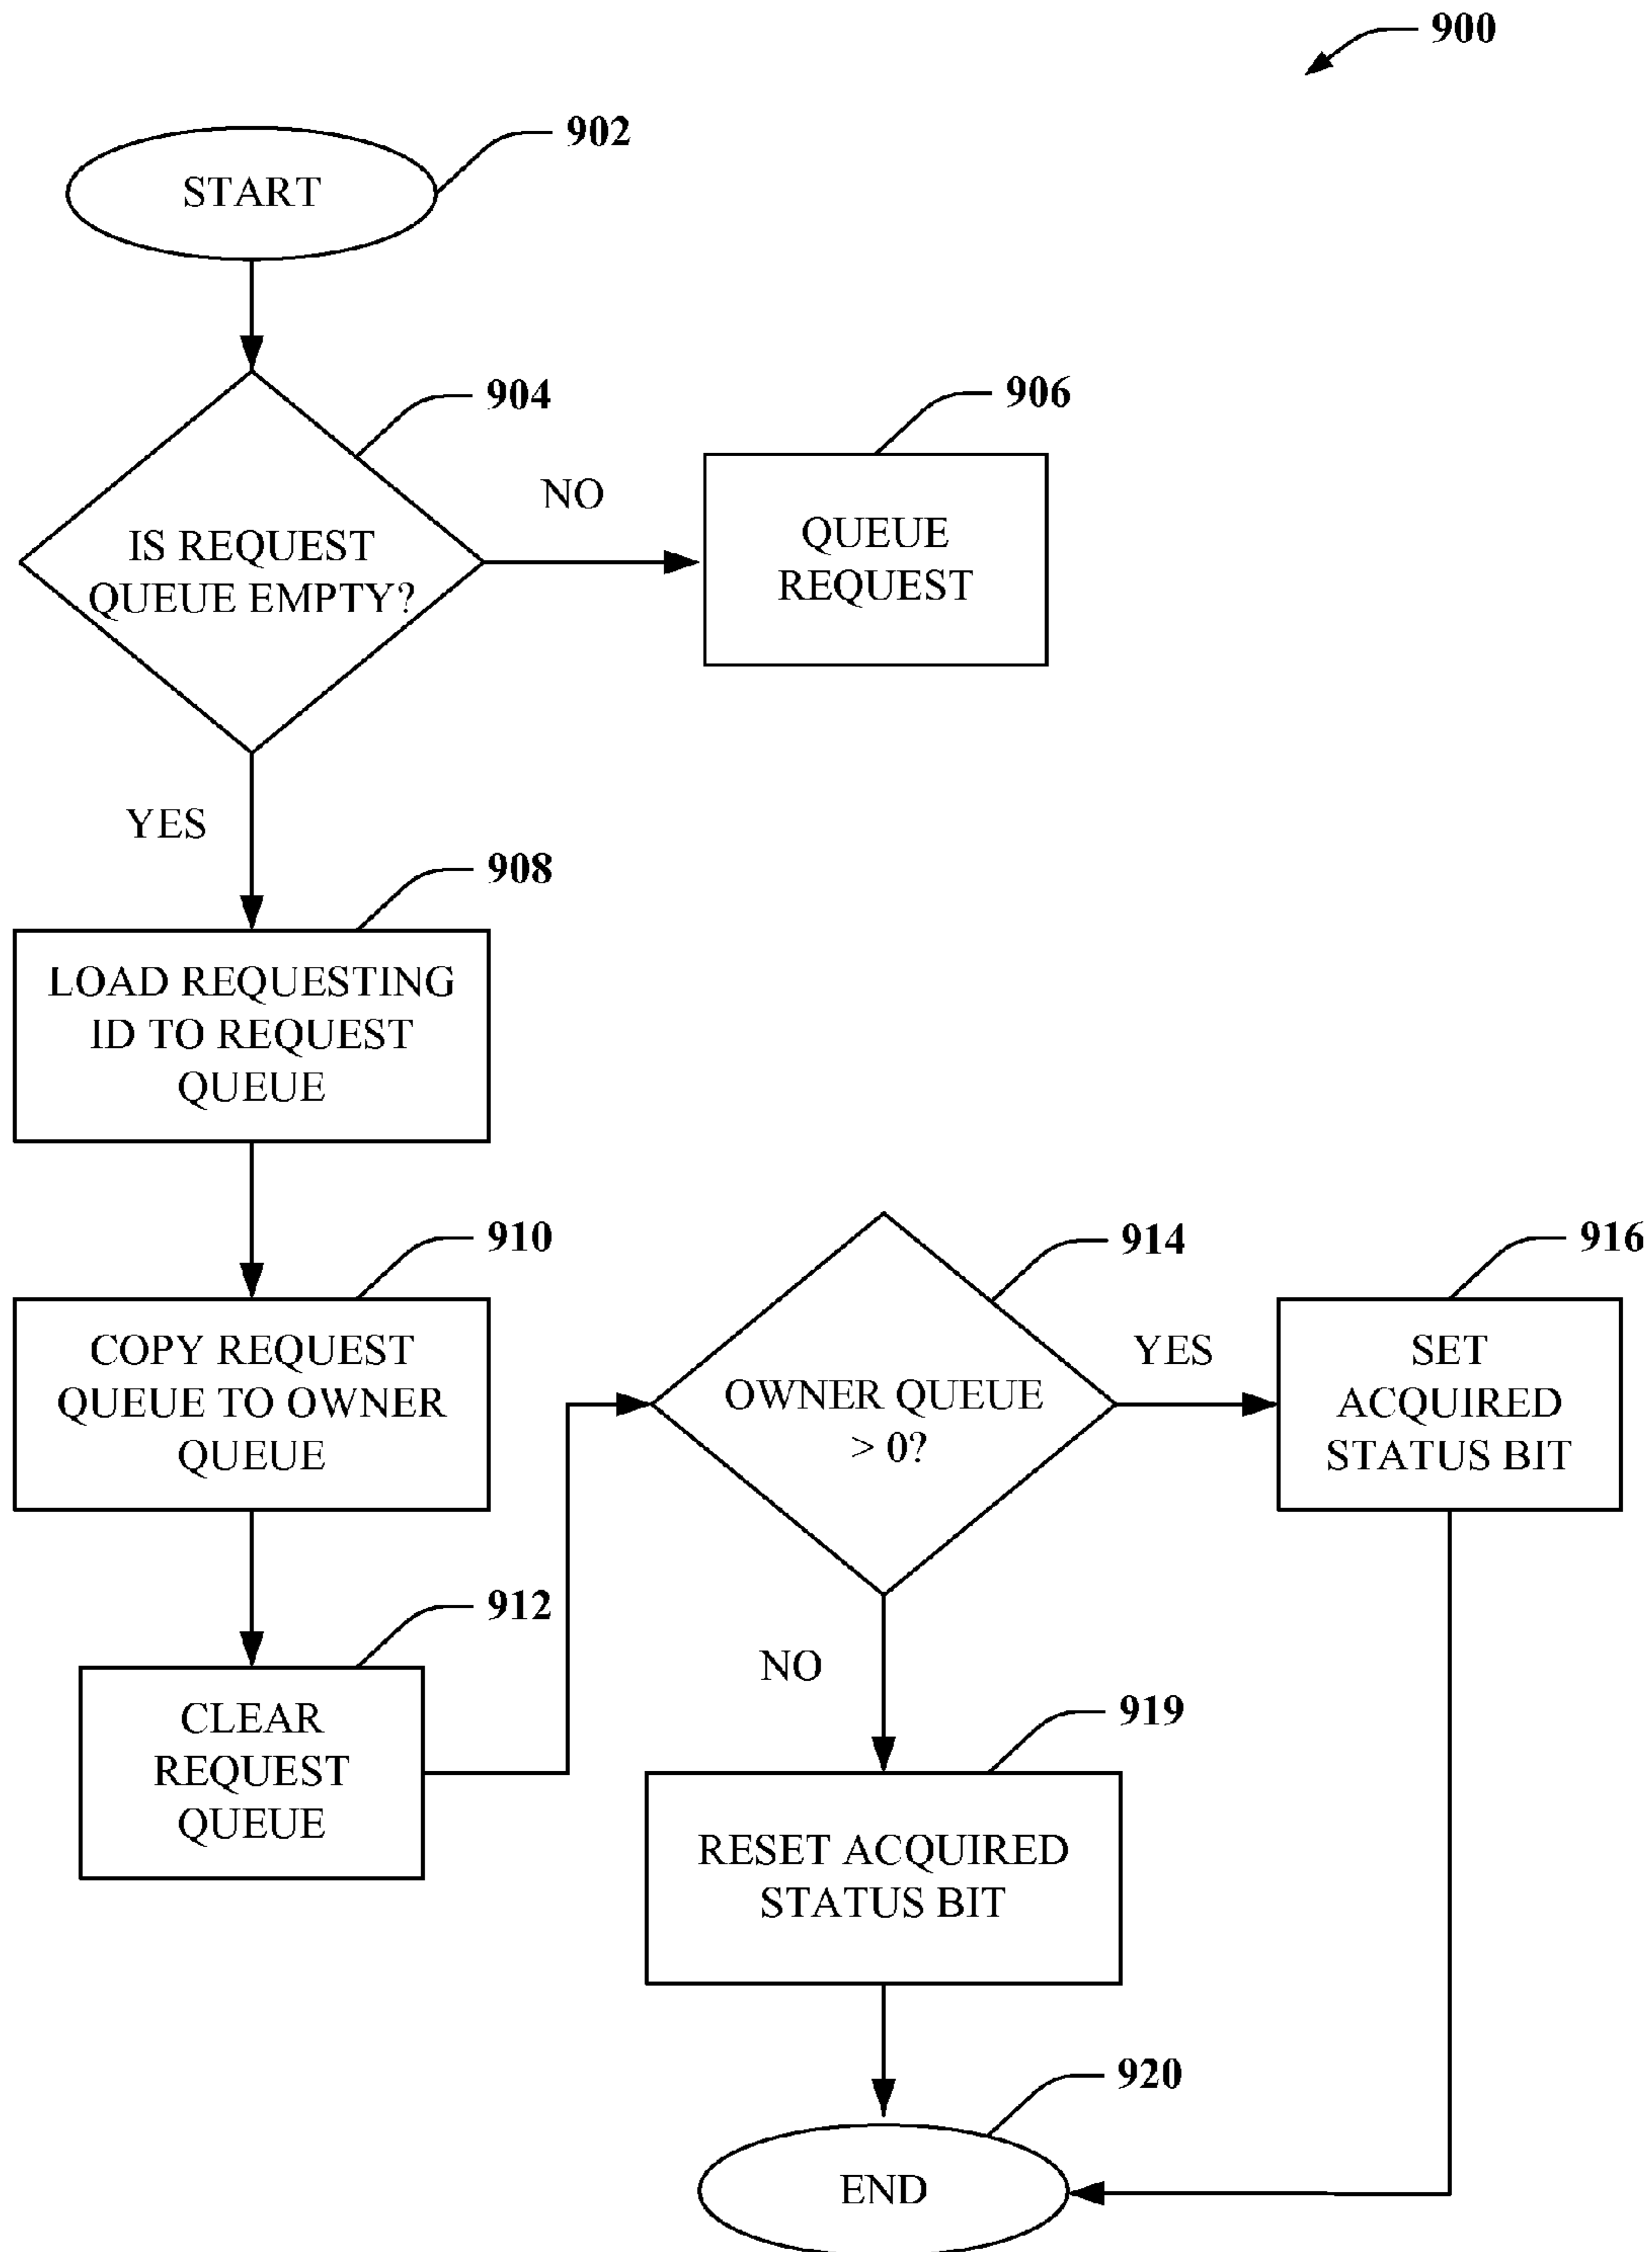 900
902
START
904
906
IS REQUEST
QUEUE EMPTY?
NO
QUEUE
REQUEST
YES
908
LOAD REQUESTING
ID TO REQUEST
QUEUE
910
COPY REQUEST
QUEUE TO OWNER
QUEUE
912
CLEAR
REQUEST
QUEUE
914
OWNER QUEUE
> 0?
YES
916
SET
ACQUIRED
STATUS BIT
NO
919
RESET ACQUIRED
STATUS BIT
920
END